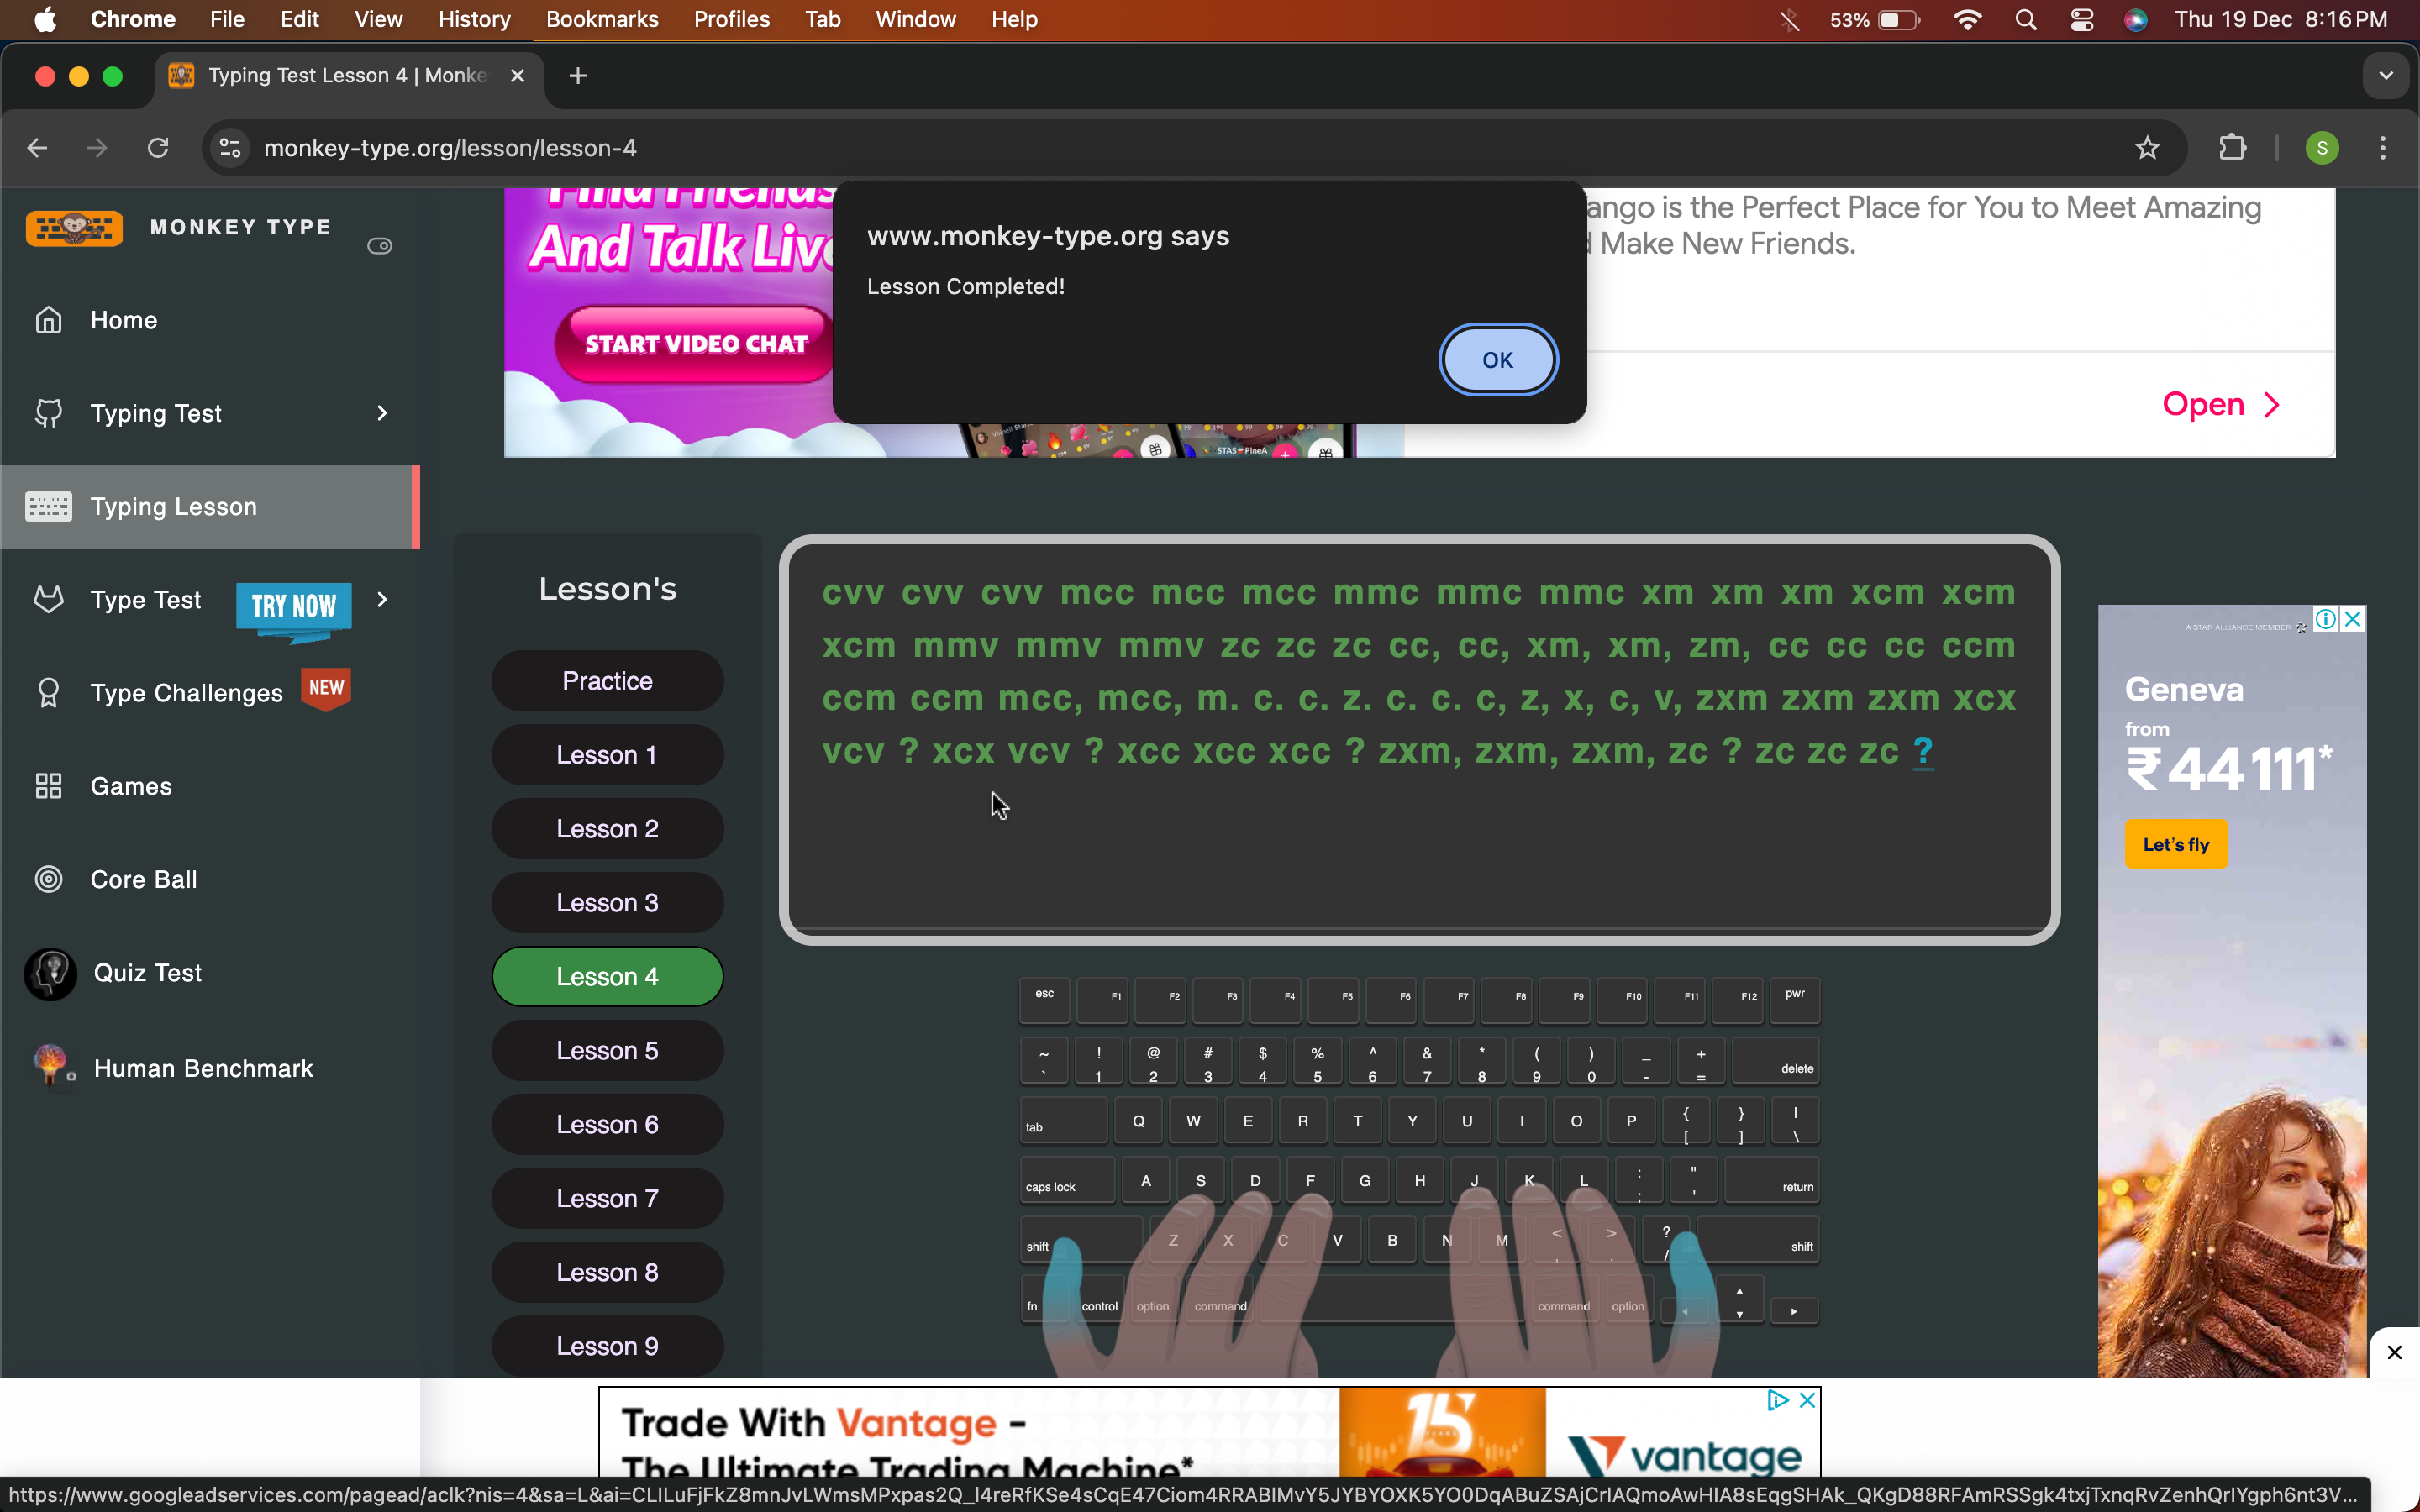 Chrome File Edit View History Bookmarks Profiles Tab Window Help 53% Thu 19 Dec 8:16 PM
Typing Test Lesson 4 | Monke
monkey-type.org/lesson/lesson-4 S
MONKEY TYPE
Home
Typing Test
Typing Lesson
Type Test TRY NOW
Type Challenges NEW
Games
Core Ball
Quiz Test
Human Benchmark
Find Friends
And Talk Live
START VIDEO CHAT
www.monkey-type.org says
Lesson Completed!
OK
ango is the Perfect Place for You to Meet Amazing
d Make New Friends.
Open
STAS PineA
Lesson's
Practice
Lesson 1
Lesson 2
Lesson 3
Lesson 4
Lesson 5
Lesson 6
Lesson 7
Lesson 8
Lesson 9
cvv cvv cvv mcc mcc mcc mmc mmc mmc xm xm xm xcm xcm
xcm mmv mmv mmv zc zc zc cc, cc, xm, xm, zm, cc cc cc ccm
ccm ccm mcc, mcc, m. c. c. z. c. c. c, z, x, c, v, zxm zxm zxm xcx
vcv ? xcx vcv ? xcc xcc xcc ? zxm, zxm, zxm, zc ? zc zc zc ?
esc F1 F2 F3 F4 F5 F6 F7 F8 F9 F10 F11 F12 pwr
~ ! @ # $ % ^ & * ( ) _ +
` 1 2 3 4 5 6 7 8 9 0 - = delete
tab Q W E R T Y U I O P { } |
[ ] \
caps lock A S D F G H J K L : " return
; '
shift Z X C V B N M < > ? shift
, . /
fn control option command command option
A STAR ALLIANCE MEMBER
Geneva
from
₹44 111*
Let's fly
Trade With Vantage -
The Ultimate Trading Machine*
15
YEARS
vantage
https://www.googleadservices.com/pagead/aclk?nis=4&sa=L&ai=CLILuFjFkZ8mnJvLWmsMPxpas2Q_l4reRfKSe4sCqE47Ciom4RRABIMvY5JYBYOXK5YO0DqABuZSAjCrIAQmoAwHIA8sEqgSHAk_QKgD88RFAmRSSgk4txjTxnqRvZenhQrIYgph6nt3V...